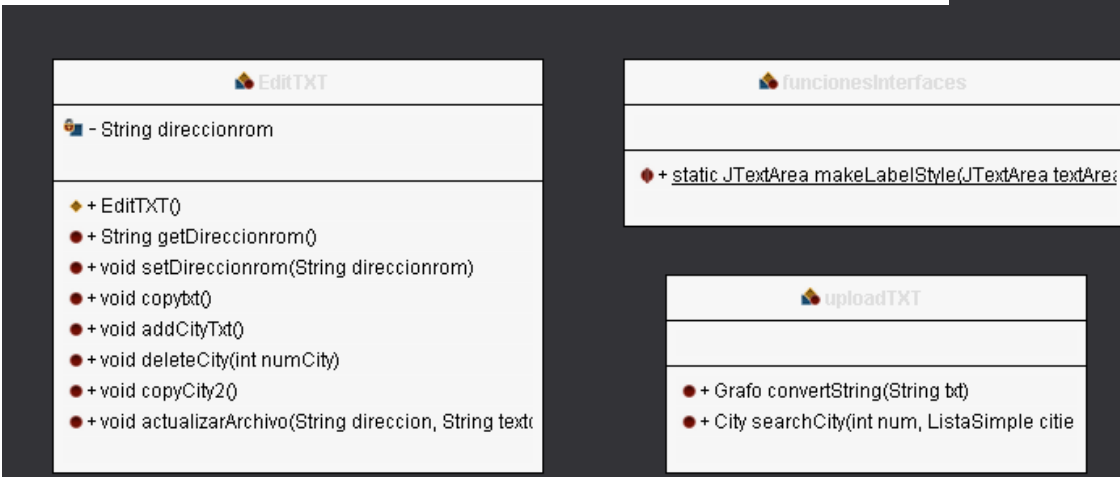 EditTXT
- String direccionrom
+ EditTXT()
+ String getDireccionrom()
+ void setDireccionrom(String direccionrom)
+ void copytxt()
+ void addCityTxt()
+ void deleteCity(int numCity)
+ void copyCity2()
+ void actualizarArchivo(String direccion, String
funcionesInterfaces
+ static JTextArea makeLabelStyle(JTextArea
uploadTXT
+ Grafo convertString(String txt)
+ City searchCity(int num, ListaSimple citie